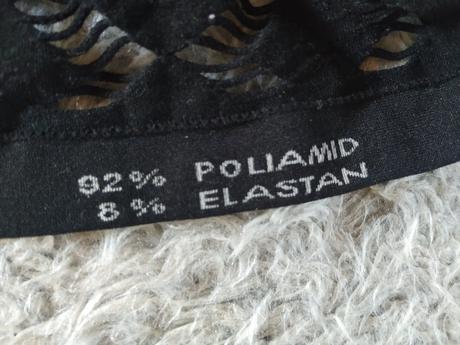 92% POLIAMID
8% ELASTAN